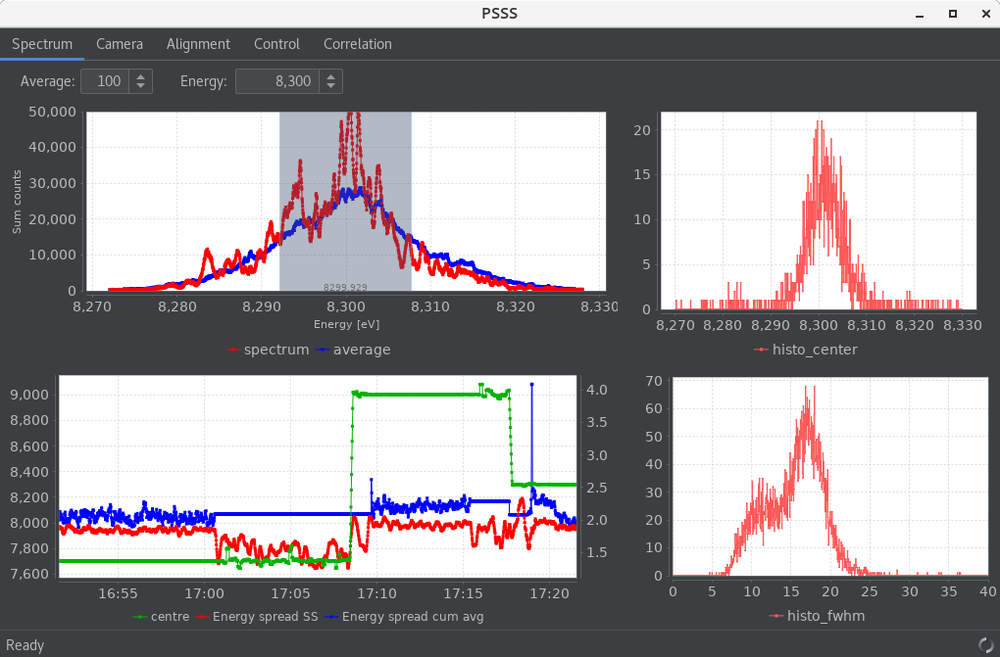 PSSS
Spectrum Camera Alignment Control Correlation
Average: 100 Energy: 8,300
50,000
40,000
30,000
20,000
10,000
0
Sum counts
8299.929
8,270 8,280 8,290 8,300 8,310 8,320 8,330
Energy [eV]
spectrum average
20
15
10
5
0
8,270 8,280 8,290 8,300 8,310 8,320 8,330
histo_center
9,000
8,800
8,600
8,400
8,200
8,000
7,800
7,600
4.0
3.5
3.0
2.5
2.0
1.5
16:55 17:00 17:05 17:10 17:15 17:20
centre Energy spread SS Energy spread cum avg
70
60
50
40
30
20
10
0
0 5 10 15 20 25 30 35 40
histo_fwhm
Ready